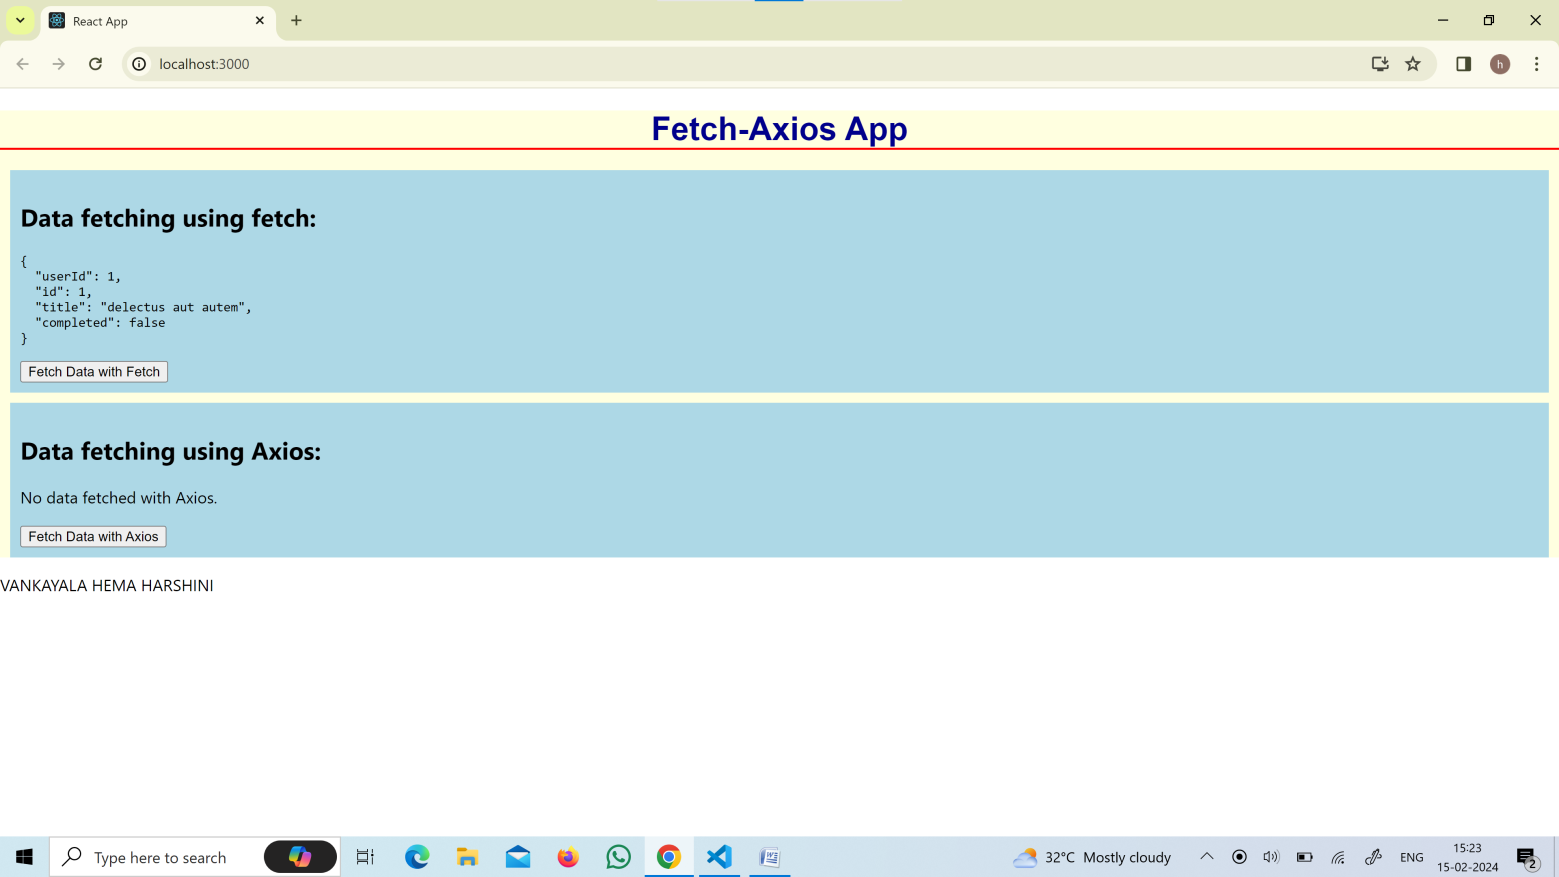 React App
localhost:3000
h
Fetch-Axios App
Data fetching using fetch:
{
  "userId": 1,
  "id": 1,
  "title": "delectus aut autem",
  "completed": false
}
Fetch Data with Fetch
Data fetching using Axios:
No data fetched with Axios.
Fetch Data with Axios
VANKAYALA HEMA HARSHINI
Type here to search
32°C Mostly cloudy
ENG
15:23
15-02-2024
2